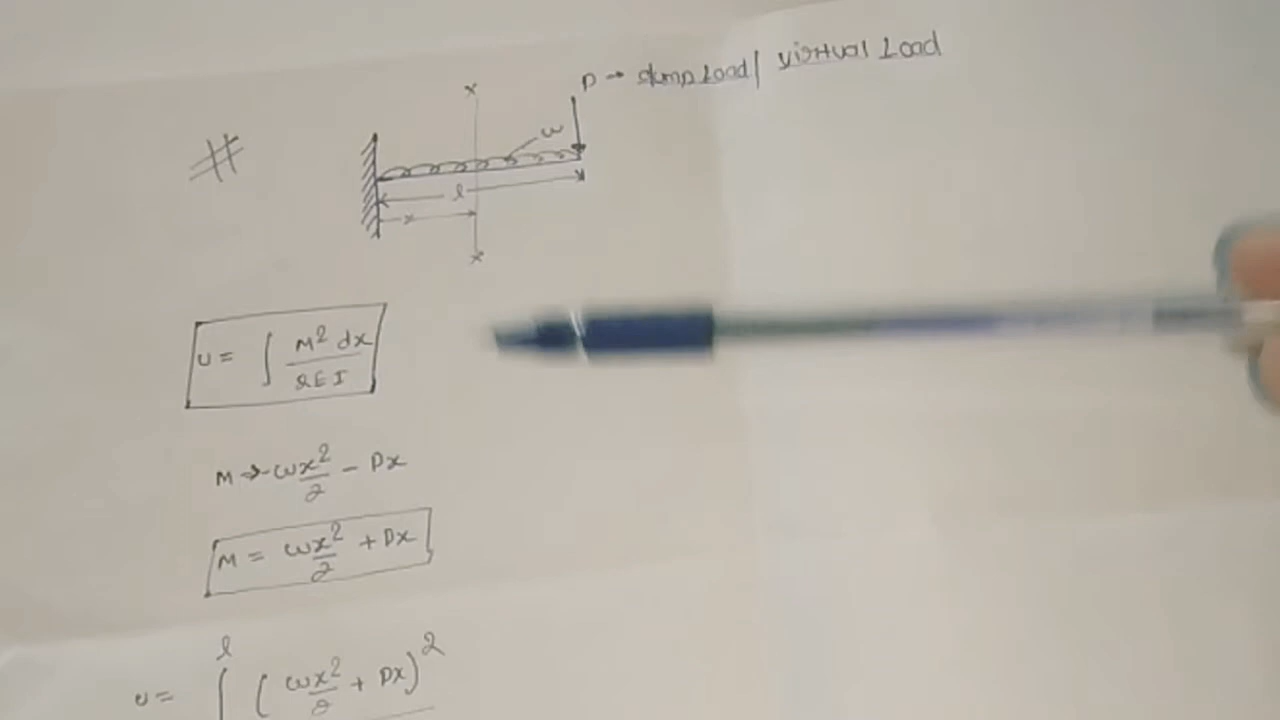 P → dump Load / virtual Load
#
x
w
l
x
x
U = ∫ M² dx / 2EI
M → - wx²/2 - Px
M = wx²/2 + Px
U = ∫ l ( wx²/2 + Px)²